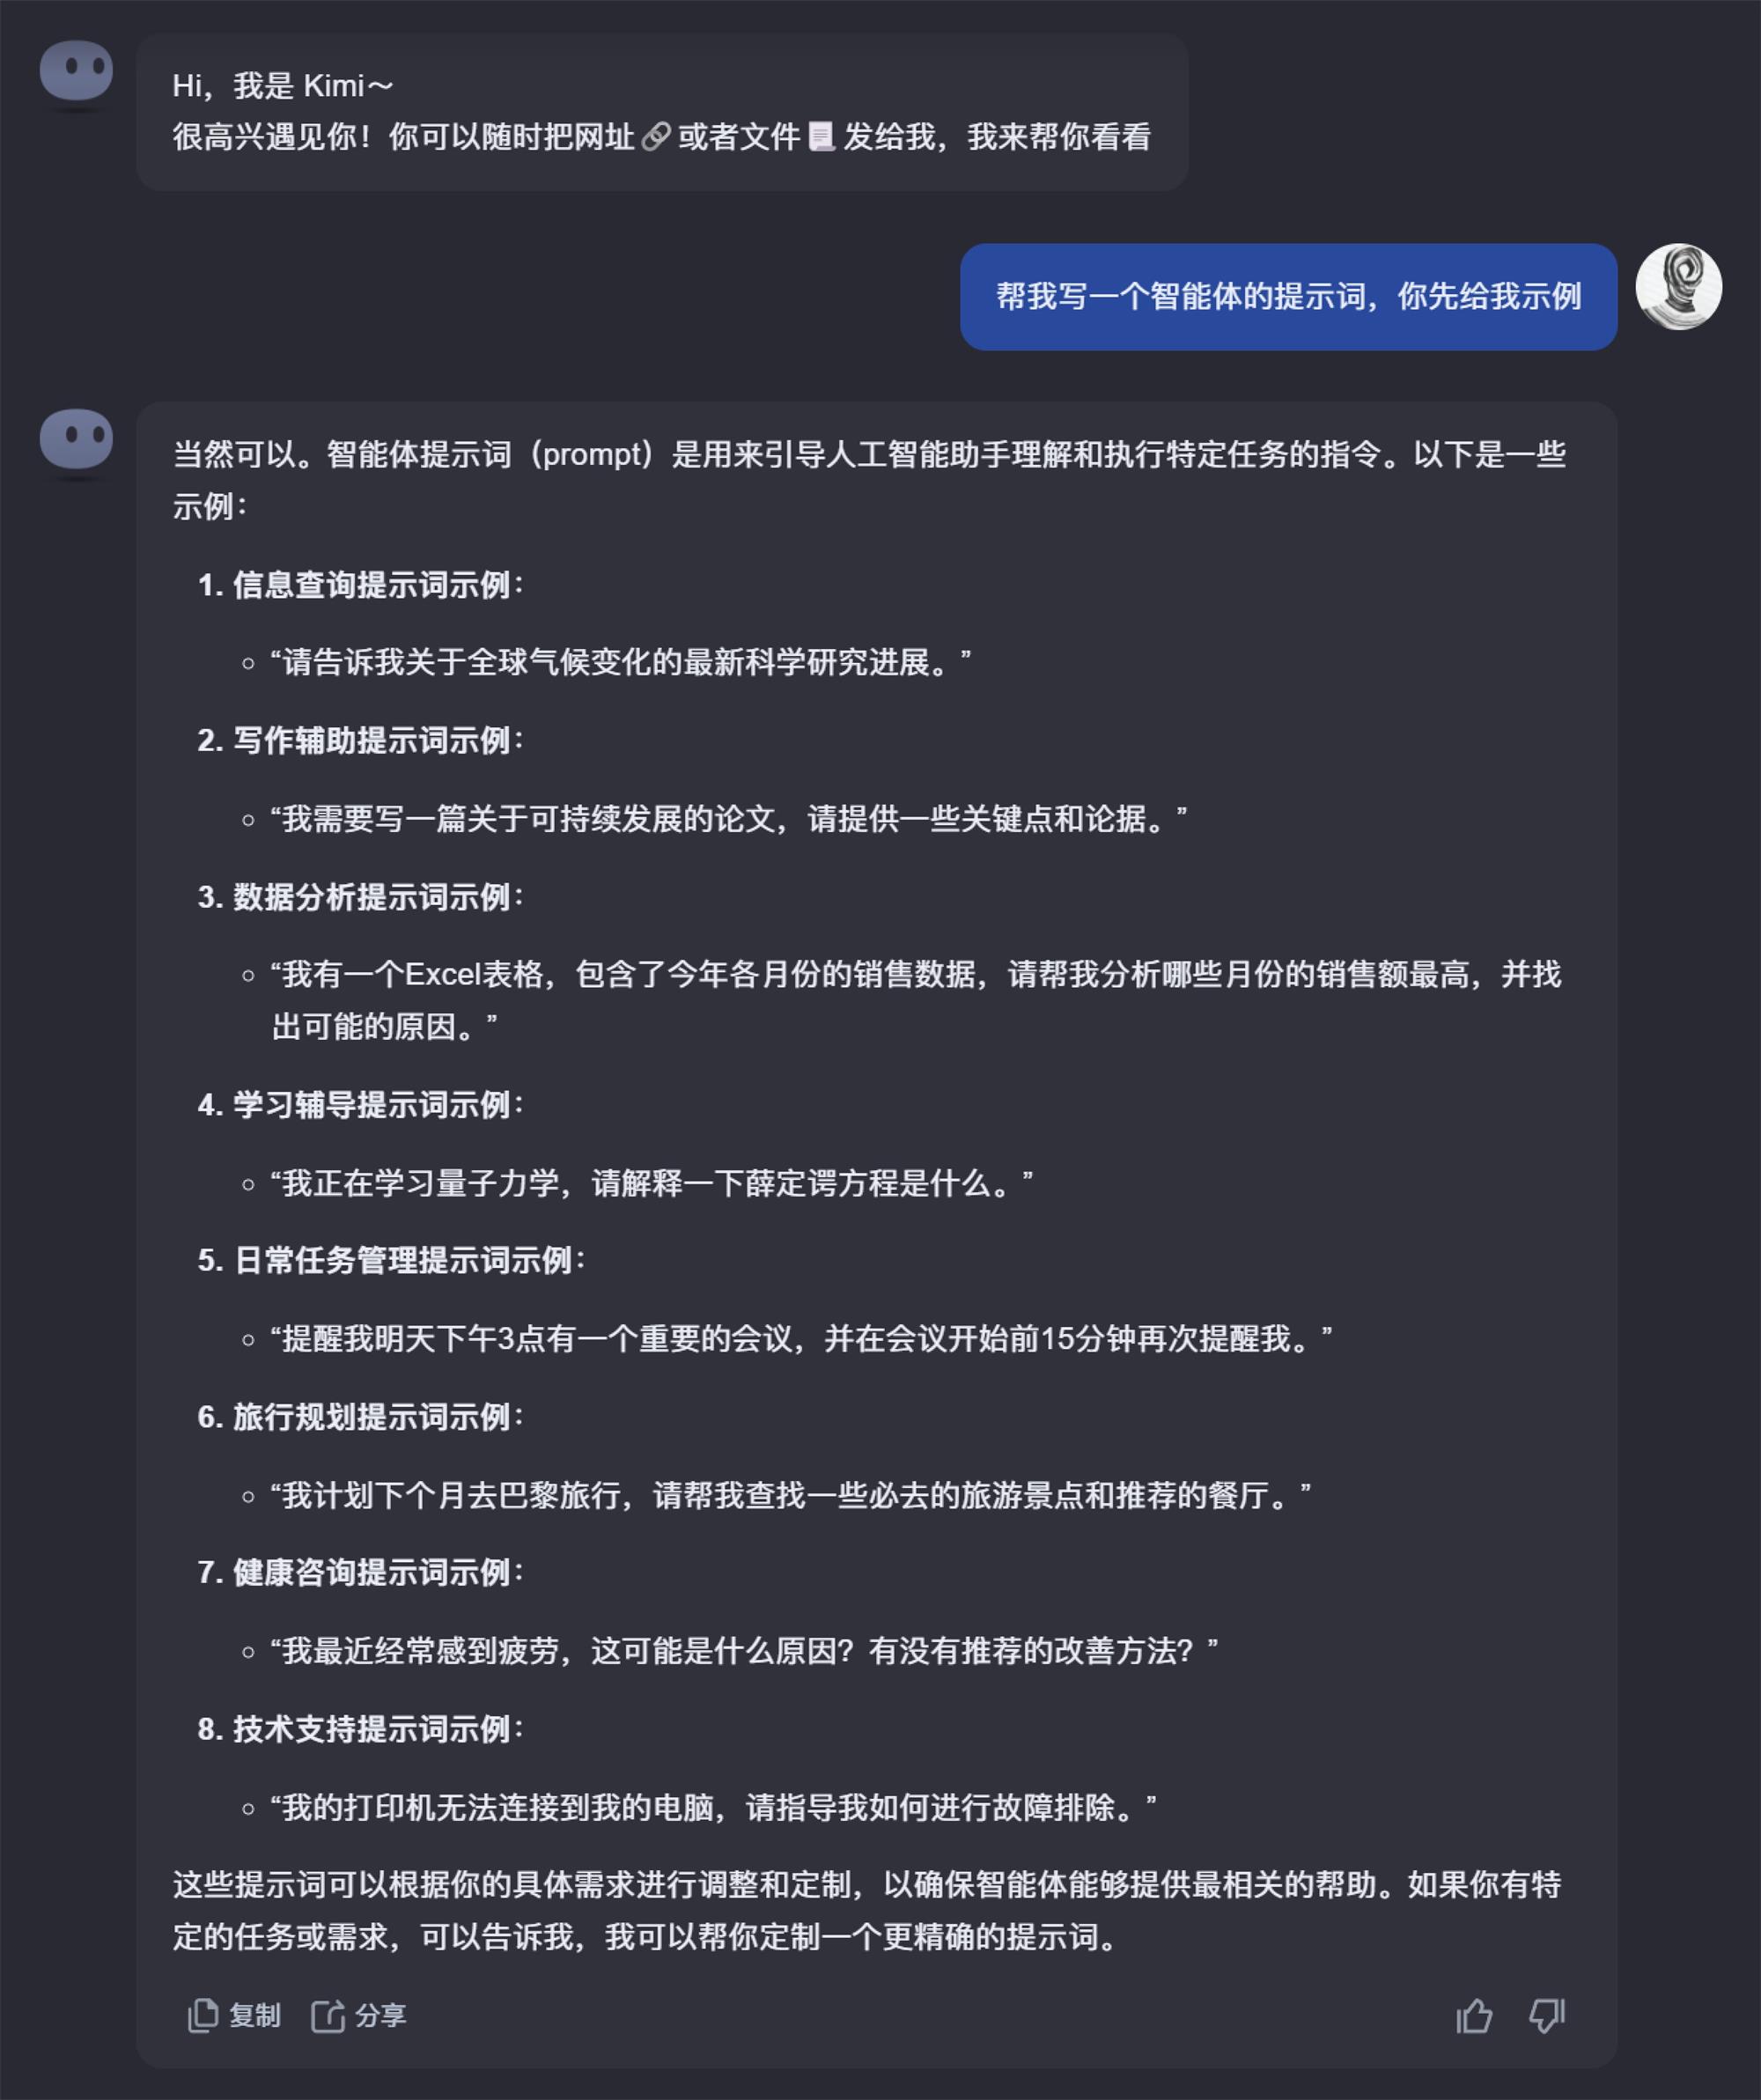 Hi，我是 Kimi～
很高兴遇见你！你可以随时把网址🔗或者文件📃发给我，我来帮你看看
帮我写一个智能体的提示词，你先给我示例
当然可以。智能体提示词（prompt）是用来引导人工智能助手理解和执行特定任务的指令。以下是一些
示例：
1. 信息查询提示词示例：
○ “请告诉我关于全球气候变化的最新科学研究进展。”
2. 写作辅助提示词示例：
○ “我需要写一篇关于可持续发展的论文，请提供一些关键点和论据。”
3. 数据分析提示词示例：
○ “我有一个Excel表格，包含了今年各月份的销售数据，请帮我分析哪些月份的销售额最高，并找
出可能的原因。”
4. 学习辅导提示词示例：
○ “我正在学习量子力学，请解释一下薛定谔方程是什么。”
5. 日常任务管理提示词示例：
○ “提醒我明天下午3点有一个重要的会议，并在会议开始前15分钟再次提醒我。”
6. 旅行规划提示词示例：
○ “我计划下个月去巴黎旅行，请帮我查找一些必去的旅游景点和推荐的餐厅。”
7. 健康咨询提示词示例：
○ “我最近经常感到疲劳，这可能是什么原因？有没有推荐的改善方法？”
8. 技术支持提示词示例：
○ “我的打印机无法连接到我的电脑，请指导我如何进行故障排除。”
这些提示词可以根据你的具体需求进行调整和定制，以确保智能体能够提供最相关的帮助。如果你有特
定的任务或需求，可以告诉我，我可以帮你定制一个更精确的提示词。
复制 分享